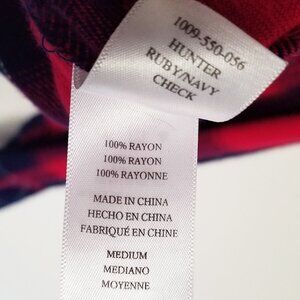 1009-550-056
HUNTER
RUBY/NAVY
CHECK
100% RAYON
100% RAYON
100% RAYONNE
MADE IN CHINA
HECHO EN CHINA
FABRIQUÉ EN CHINE
MEDIUM
MEDIANO
MOYENNE